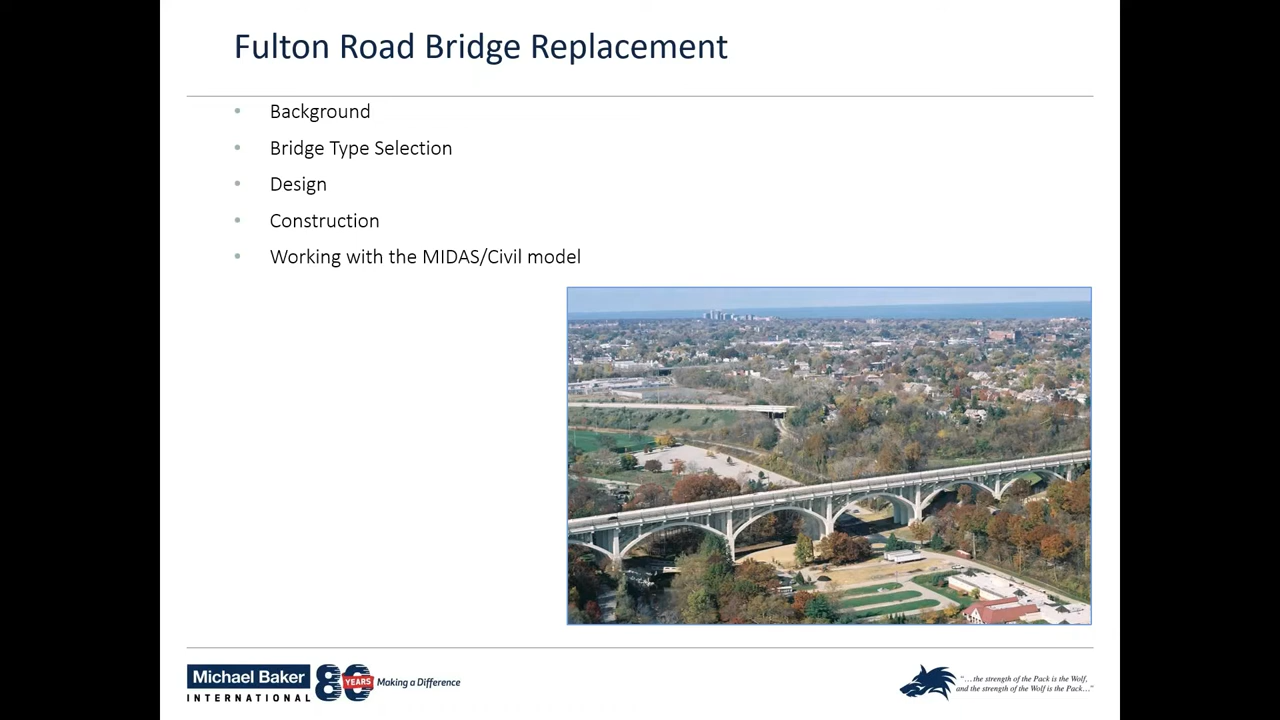 Fulton Road Bridge Replacement
• Background
• Bridge Type Selection
• Design
• Construction
• Working with the MIDAS/Civil model
Michael Baker
INTERNATIONAL
80
YEARS
Making a Difference
“…the strength of the Pack is the Wolf,
and the strength of the Wolf is the Pack…”